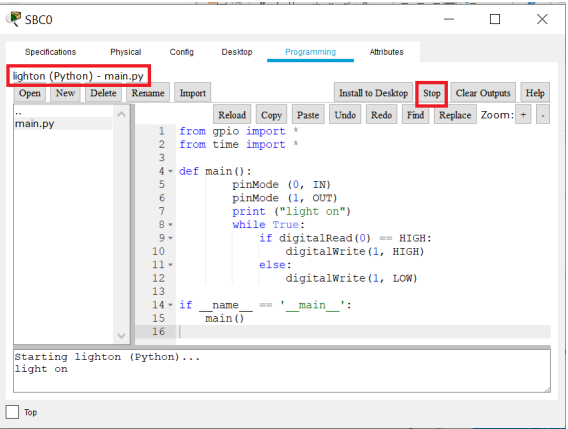 SBC0
Specifications Physical Config Desktop Programming Attributes
lighton (Python) - main.py
Open New Delete Rename Import Install to Desktop Stop Clear Outputs Help
Reload Copy Paste Undo Redo Find Replace Zoom: + -
..
main.py
1 from gpio import *
2 from time import *
3
4 def main():
5 pinMode (0, IN)
6 pinMode (1, OUT)
7 print ("light on")
8 while True:
9 if digitalRead(0) == HIGH:
10 digitalWrite(1, HIGH)
11 else:
12 digitalWrite(1, LOW)
13
14 if __name__ == '__main__':
15 main()
16
Starting lighton (Python)...
light on
Top